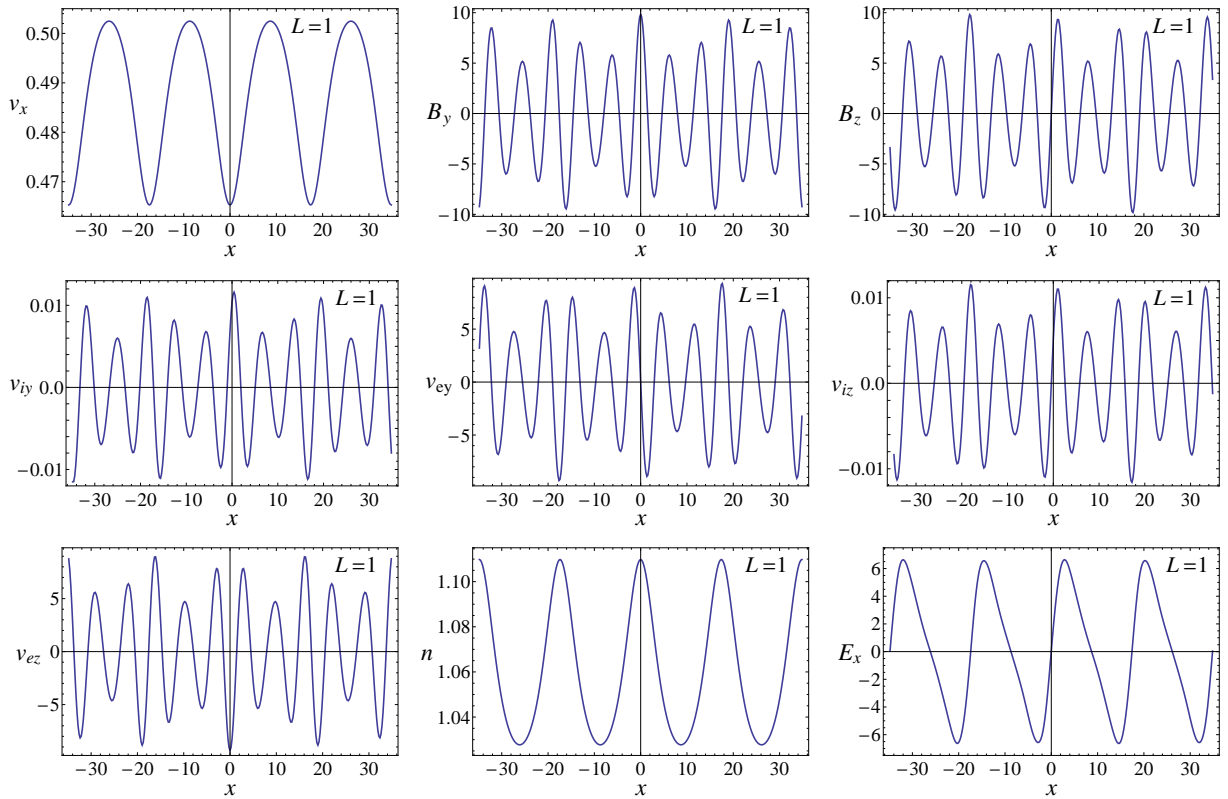 L=1
0.50
0.49
v_x
0.48
0.47
−30 −20 −10 0 10 20 30
x
L=1
10
5
B_y 0
−5
−10
−30 −20 −10 0 10 20 30
x
L=1
10
5
B_z 0
−5
−10
−30 −20 −10 0 10 20 30
x
L=1
0.01
v_iy 0.0
−0.01
−30 −20 −10 0 10 20 30
x
L=1
5
v_ey 0
−5
−30 −20 −10 0 10 20 30
x
L=1
0.01
v_iz 0.0
−0.01
−30 −20 −10 0 10 20 30
x
L=1
5
v_ez 0
−5
−30 −20 −10 0 10 20 30
x
L=1
1.10
1.08
n
1.06
1.04
−30 −20 −10 0 10 20 30
x
L=1
6
4
2
E_x 0
−2
−4
−6
−30 −20 −10 0 10 20 30
x